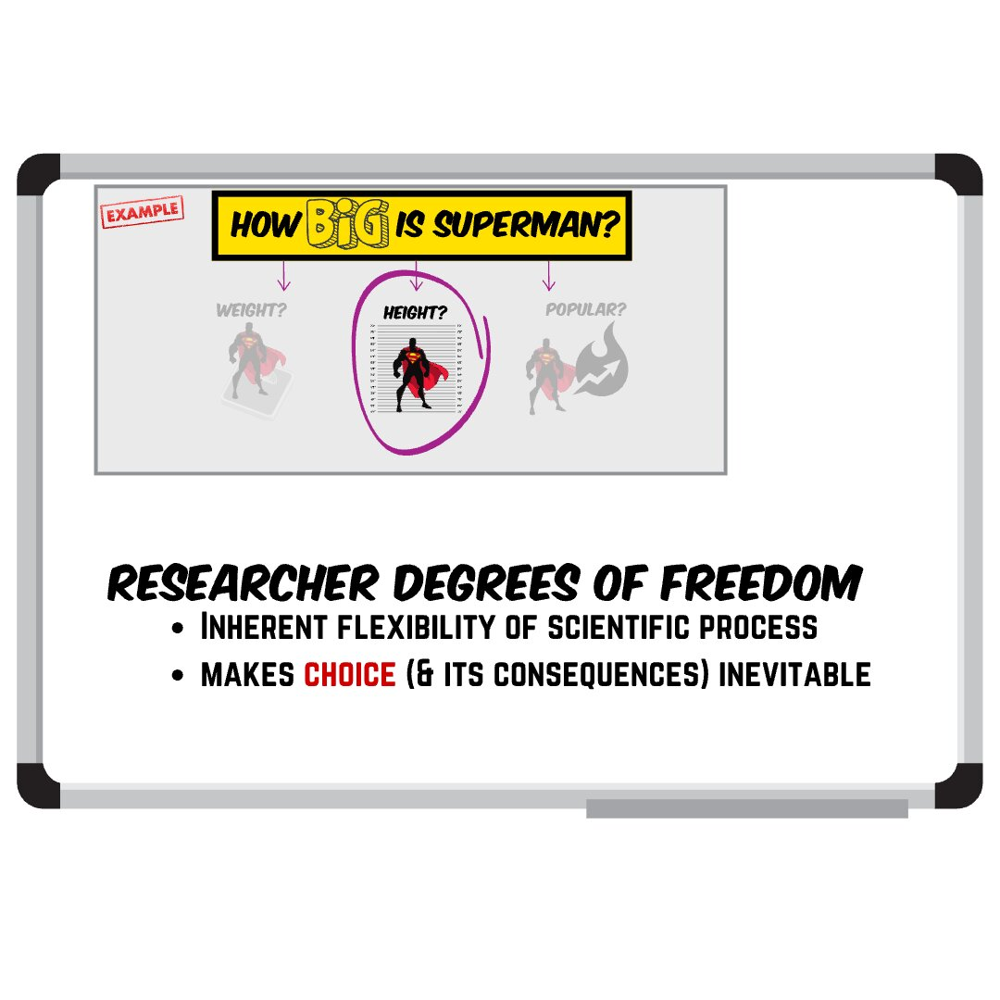 EXAMPLE
HOW BiG IS SUPERMAN?
WEIGHT?
HEIGHT?
POPULAR?
RESEARCHER DEGREES OF FREEDOM
• INHERENT FLEXIBILITY OF SCIENTIFIC PROCESS
• MAKES CHOICE (& ITS CONSEQUENCES) INEVITABLE